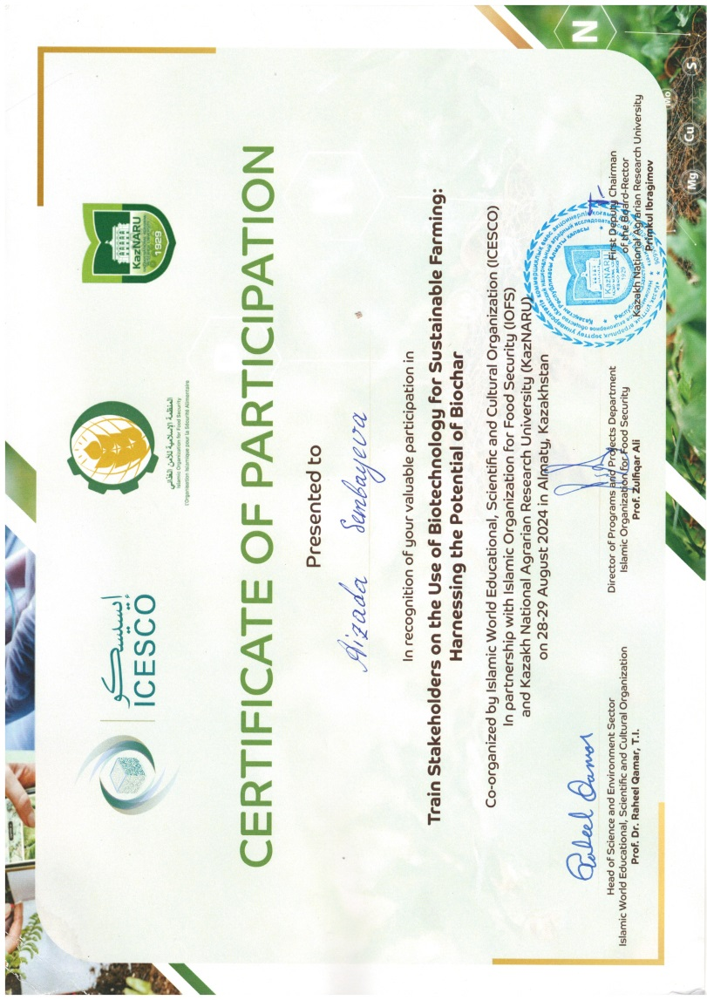 إيسيسكو
ICESCO
المنظمة الإسلامية للأمن الغذائي
Islamic Organization for Food Security
l'Organisation Islamique pour la Sécurité Alimentaire
KazNARU
1929
CERTIFICATE OF PARTICIPATION
Presented to
Aizada Sembayeva
In recognition of your valuable participation in
Train Stakeholders on the Use of Biotechnology for Sustainable Farming:
Harnessing the Potential of Biochar
Co-organized by Islamic World Educational, Scientific and Cultural Organization (ICESCO)
In partnership with Islamic Organization for Food Security (IOFS)
and Kazakh National Agrarian Research University (KazNARU)
on 28-29 August 2024 in Almaty, Kazakhstan
Raheel Qamar
Head of Science and Environment Sector
Islamic World Educational, Scientific and Cultural Organization
Prof. Dr. Raheel Qamar, T.I.
Director of Programs and Projects Department
Islamic Organization for Food Security
Prof. Zulfiqar Ali
First Deputy Chairman
of the Board-Rector
Kazakh National Agrarian Research University
Primkul Ibragimov
KazNARU
1929
N
Mo
S
Cu
Mg